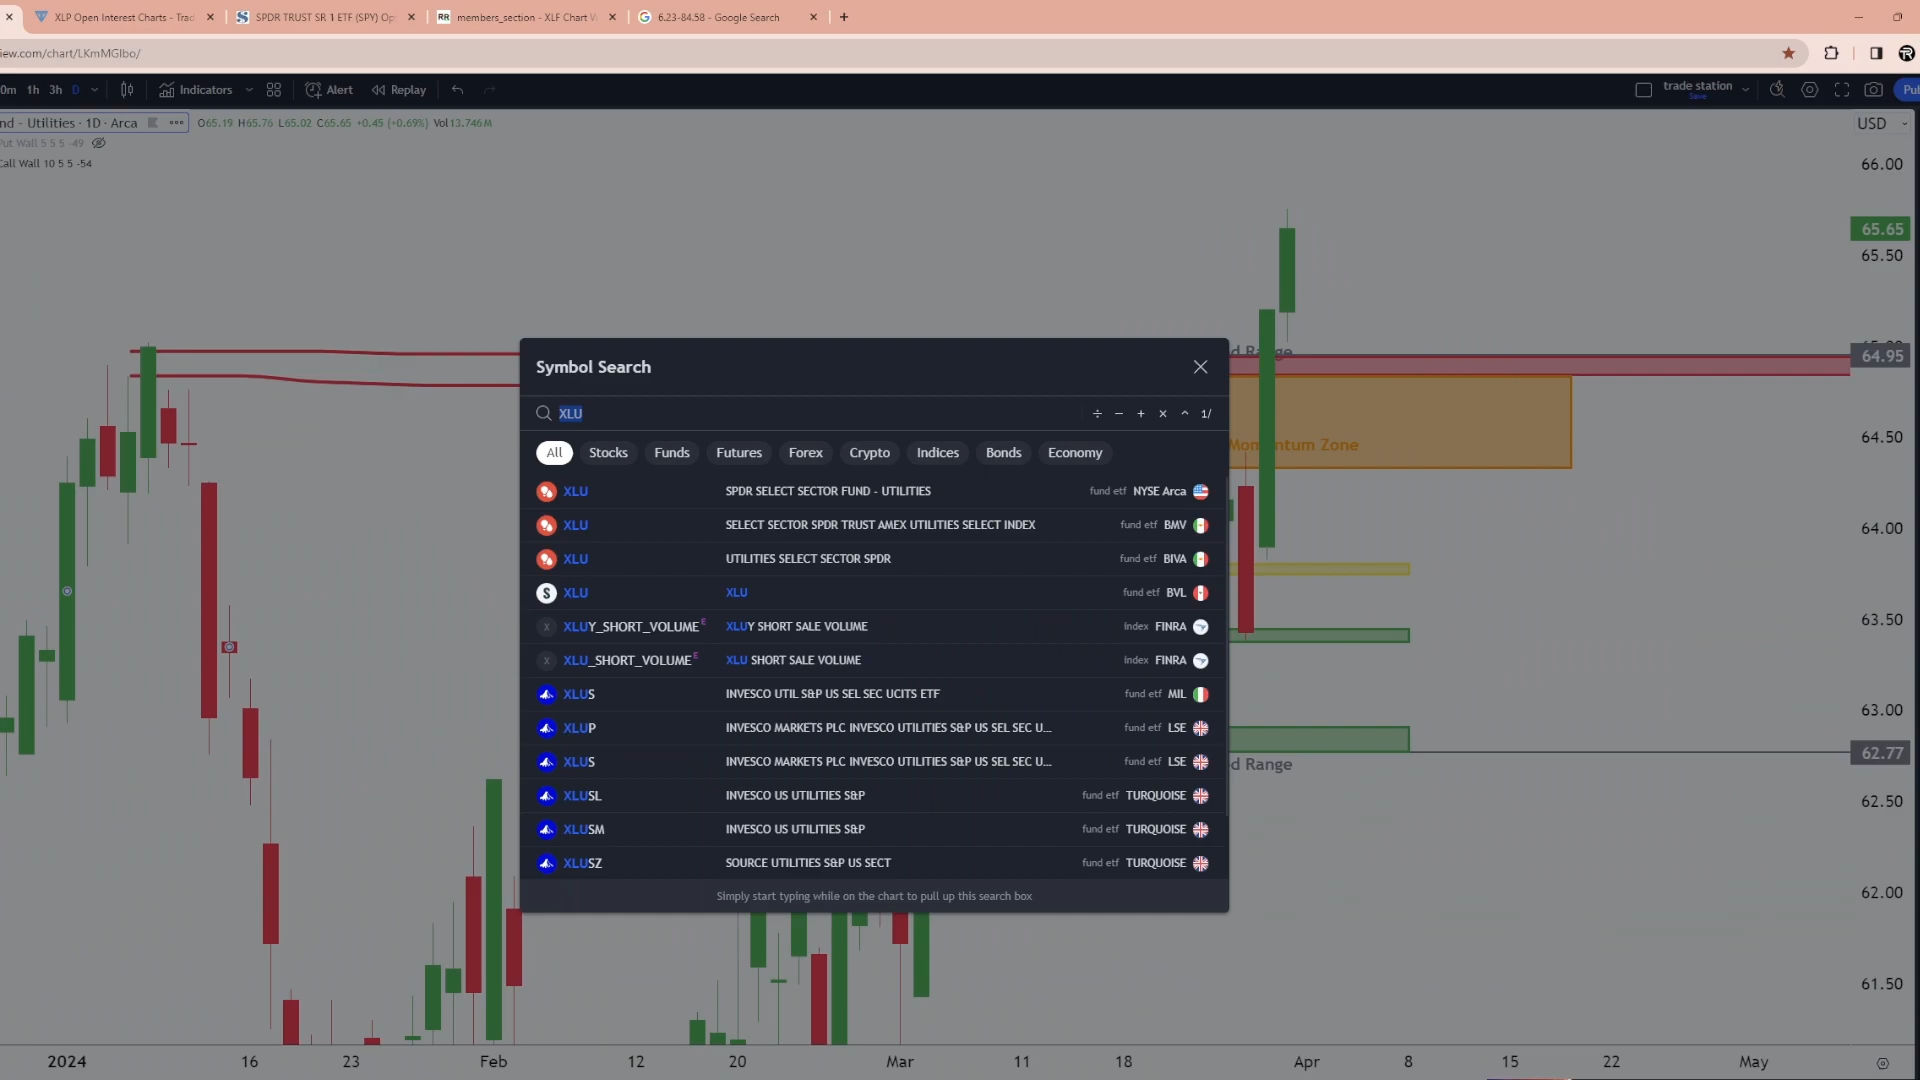 XLP Open Interest Charts - Trad
SPDR TRUST SR 1 ETF (SPY) Op
RR members_section - XLF Chart V
6.23-84.58 - Google Search
iew.com/chart/LKmMGIbo/
0m 1h 3h D Indicators Alert Replay
trade station
Save
Pu
nd - Utilities · 1D · Arca
O65.19 H65.76 L65.02 C65.65 +0.45 (+0.69%) Vol13.746M
USD
Put Wall 5 5 5 -49
Call Wall 10 5 5 -54
66.00
65.65
65.50
64.95
64.50
64.00
63.50
63.00
62.77
62.50
62.00
61.50
d Range
Momentum Zone
d Range
Symbol Search
XLU
÷ − + × ^ 1/
All Stocks Funds Futures Forex Crypto Indices Bonds Economy
XLU SPDR SELECT SECTOR FUND - UTILITIES fund etf NYSE Arca
XLU SELECT SECTOR SPDR TRUST AMEX UTILITIES SELECT INDEX fund etf BMV
XLU UTILITIES SELECT SECTOR SPDR fund etf BIVA
S XLU XLU fund etf BVL
X XLUY_SHORT_VOLUME E XLUY SHORT SALE VOLUME index FINRA
X XLU_SHORT_VOLUME E XLU SHORT SALE VOLUME index FINRA
XLUS INVESCO UTIL S&P US SEL SEC UCITS ETF fund etf MIL
XLUP INVESCO MARKETS PLC INVESCO UTILITIES S&P US SEL SEC U... fund etf LSE
XLUS INVESCO MARKETS PLC INVESCO UTILITIES S&P US SEL SEC U... fund etf LSE
XLUSL INVESCO US UTILITIES S&P fund etf TURQUOISE
XLUSM INVESCO US UTILITIES S&P fund etf TURQUOISE
XLUSZ SOURCE UTILITIES S&P US SECT fund etf TURQUOISE
Simply start typing while on the chart to pull up this search box
2024 16 23 Feb 12 20 Mar 11 18 Apr 8 15 22 May